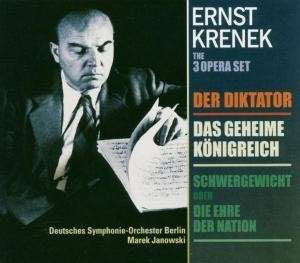 ERNST
KRENEK
THE
3 OPERA SET
DER DIKTATOR
DAS GEHEIME
KÖNIGREICH
SCHWERGEWICHT
ODER
DIE EHRE
DER NATION
Deutsches Symphonie-Orchester Berlin
Marek Janowski